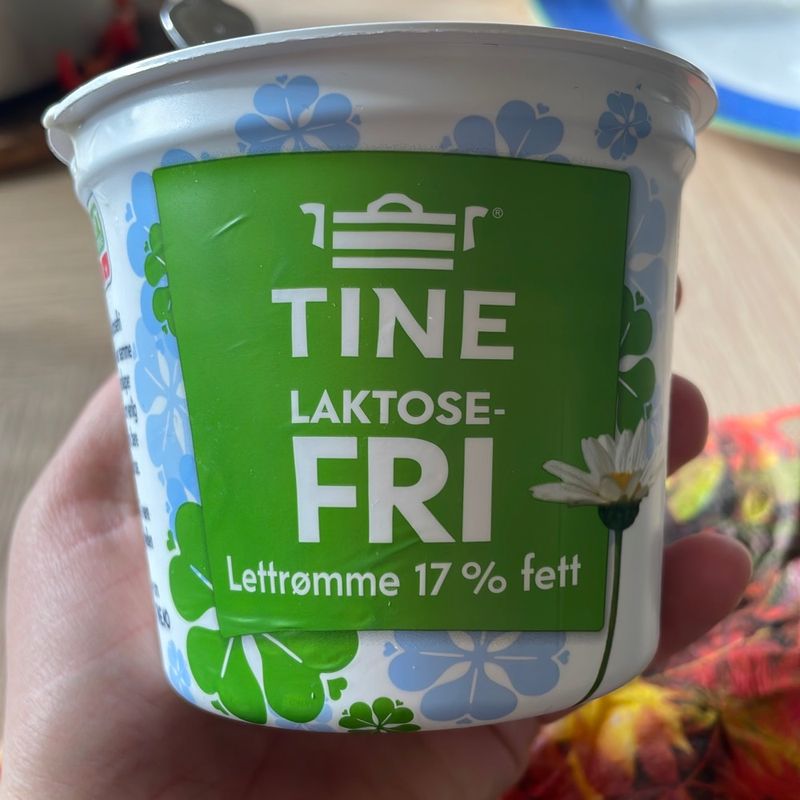 TINE®
LAKTOSE-
FRI
Lettrømme 17 % fett